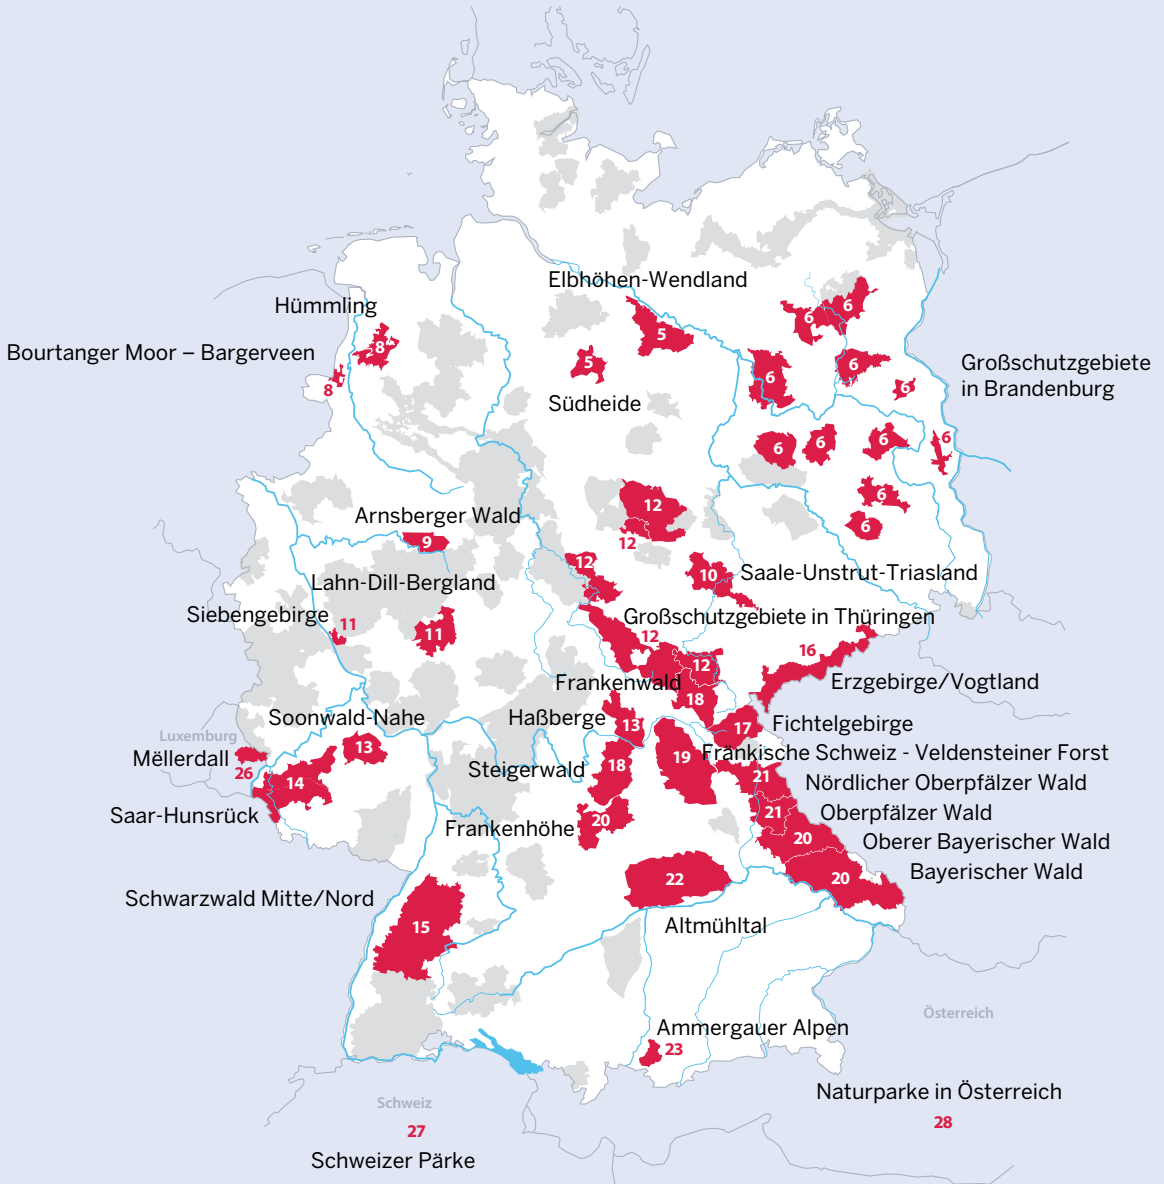 Elbhöhen-Wendland
6
6
Hümmling
5
8
Bourtanger Moor – Bargerveen
5
6
Großschutzgebiete
in Brandenburg
6
6
8
Südheide
6
6
6
6
12
6
Arnsberger Wald
6
9
12
12
Lahn-Dill-Bergland
10
Saale-Unstrut-Triasland
Siebengebirge
11
11
Großschutzgebiete in Thüringen
12
16
12
Frankenwald
Erzgebirge/Vogtland
18
Soonwald-Nahe
Haßberge
13
17
Fichtelgebirge
Luxemburg
Mëllerdall
13
26
19
Fränkische Schweiz - Veldensteiner Forst
Steigerwald
18
21
Nördlicher Oberpfälzer Wald
14
Saar-Hunsrück
21
Oberpfälzer Wald
Frankenhöhe
20
20
Oberer Bayerischer Wald
22
20
Bayerischer Wald
Schwarzwald Mitte/Nord
15
Altmühltal
Österreich
Ammergauer Alpen
23
Naturparke in Österreich
28
Schweiz
27
Schweizer Pärke